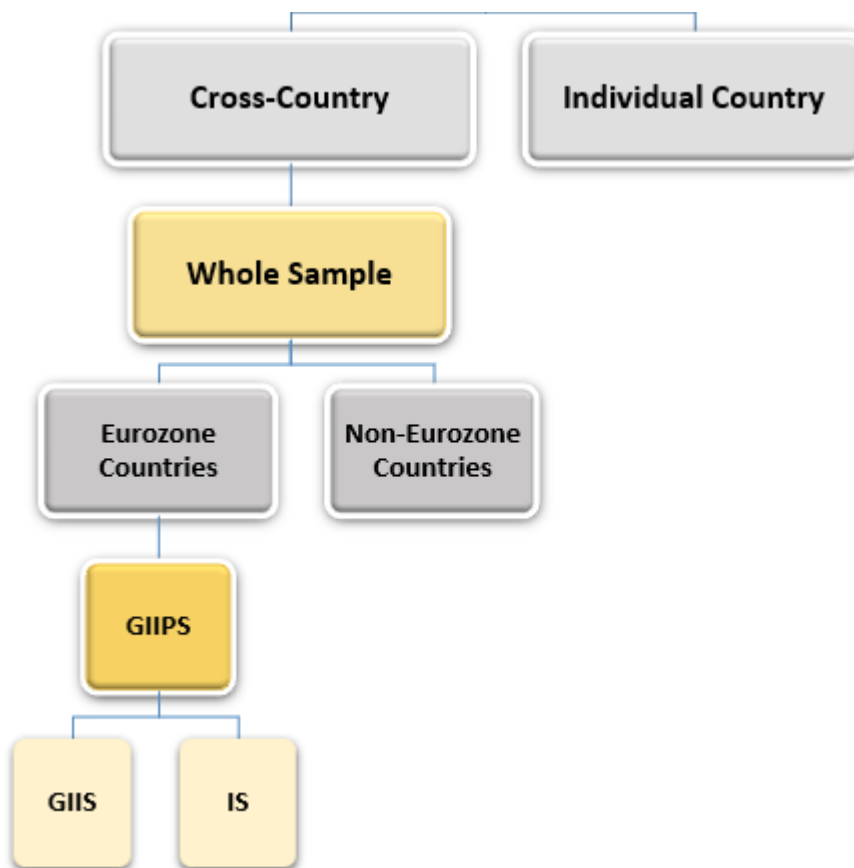 Cross-Country
Individual Country
Whole Sample
Eurozone
Countries
Non-Eurozone
Countries
GIIPS
GIIS
IS